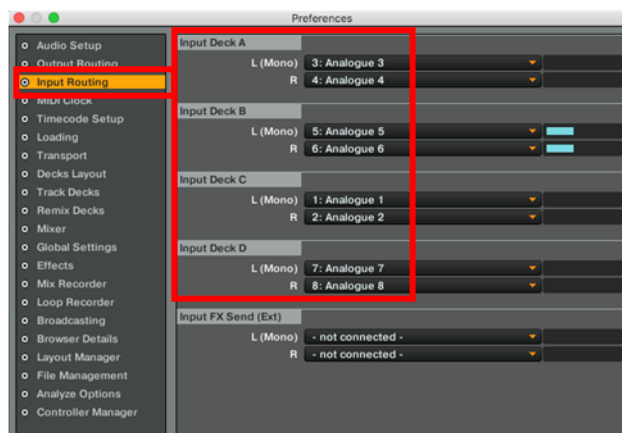 Preferences
Audio Setup
Output Routing
Input Routing
MIDI Clock
Timecode Setup
Loading
Transport
Decks Layout
Track Decks
Remix Decks
Mixer
Global Settings
Effects
Mix Recorder
Loop Recorder
Broadcasting
Browser Details
Layout Manager
File Management
Analyze Options
Controller Manager
Input Deck A
L (Mono) 3: Analogue 3
R 4: Analogue 4
Input Deck B
L (Mono) 5: Analogue 5
R 6: Analogue 6
Input Deck C
L (Mono) 1: Analogue 1
R 2: Analogue 2
Input Deck D
L (Mono) 7: Analogue 7
R 8: Analogue 8
Input FX Send (Ext)
L (Mono) - not connected -
R - not connected -